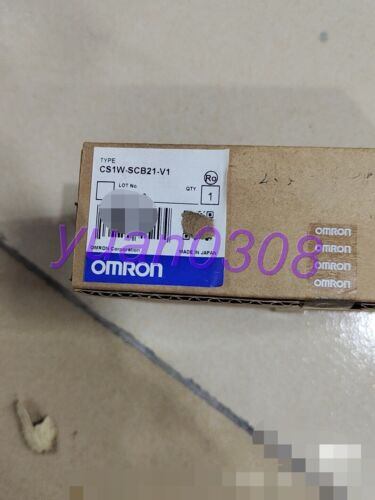 TYPE
CS1W-SCB21-V1
LOT No.
QTY
1
Ro
OMRON Corporation
MADE IN JAPAN
OMRON
yuan0308
OMRON
OMRON
OMRON
OMRON